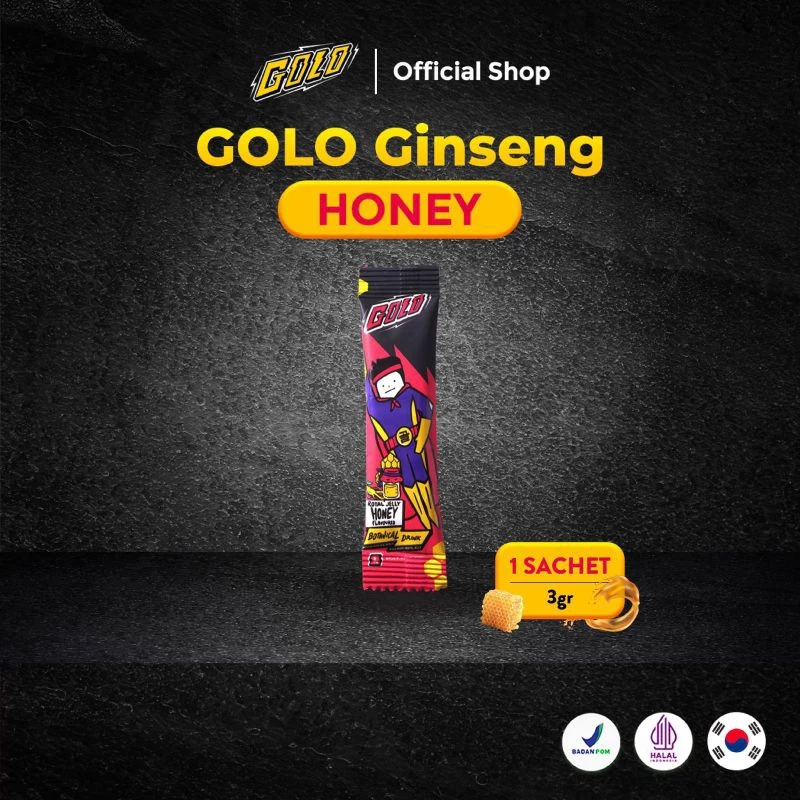 GOLO
Official Shop
GOLO Ginseng
HONEY
GOLO
ROYAL JELLY
HONEY
FLAVOURED
BOTANICAL DRINK
1 SACHET
3gr
BADAN POM
HALAL
INDONESIA